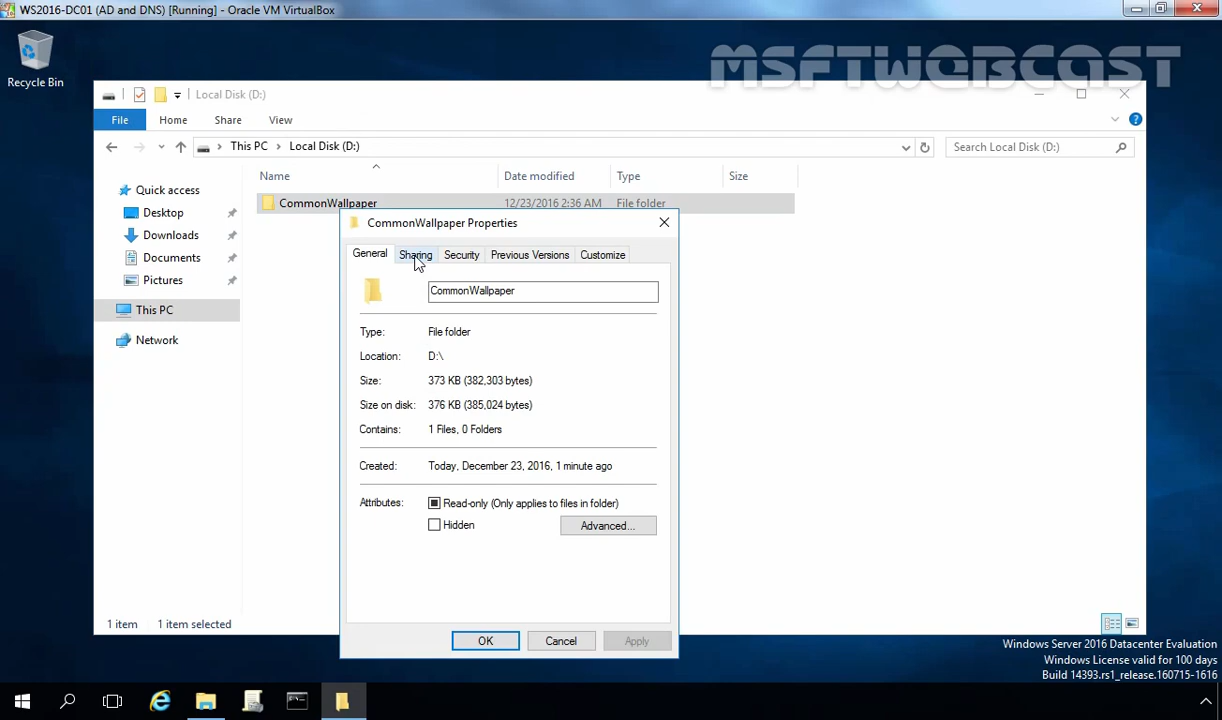 WS2016-DC01 (AD and DNS) [Running] - Oracle VM VirtualBox
MSFTWEBCAST
Recycle Bin
Local Disk (D:)
File Home Share View
This PC Local Disk (D:) Search Local Disk (D:)
Name Date modified Type Size
Quick access
Desktop
Downloads
Documents
Pictures
This PC
Network
CommonWallpaper 12/23/2016 2:36 AM File folder
CommonWallpaper Properties
General Sharing Security Previous Versions Customize
CommonWallpaper
Type: File folder
Location: D:\
Size: 373 KB (382,303 bytes)
Size on disk: 376 KB (385,024 bytes)
Contains: 1 Files, 0 Folders
Created: Today, December 23, 2016, 1 minute ago
Attributes: Read-only (Only applies to files in folder)
Hidden Advanced...
OK Cancel Apply
1 item 1 item selected
Windows Server 2016 Datacenter Evaluation
Windows License valid for 100 days
Build 14393.rs1_release.160715-1616